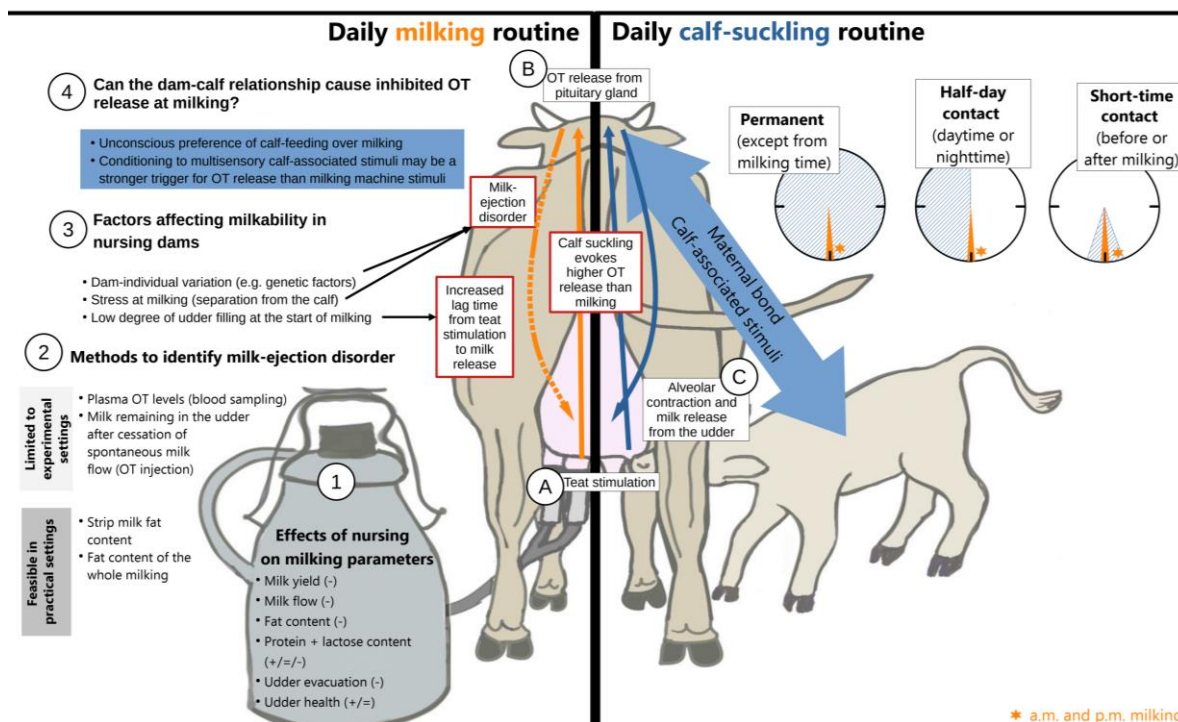 Daily milking routine
Daily calf-suckling routine
4
Can the dam-calf relationship cause inhibited OT
release at milking?
• Unconscious preference of calf-feeding over milking
• Conditioning to multisensory calf-associated stimuli may be a
stronger trigger for OT release than milking machine stimuli
3
Factors affecting milkability in
nursing dams
• Dam-individual variation (e.g. genetic factors)
• Stress at milking (separation from the calf)
• Low degree of udder filling at the start of milking
Milk-
ejection
disorder
Increased
lag time
from teat
stimulation
to milk
release
2
Methods to identify milk-ejection disorder
Limited to
experimental
settings
• Plasma OT levels (blood sampling)
• Milk remaining in the udder
after cessation of
spontaneous milk
flow (OT injection)
Feasible in
practical settings
• Strip milk fat
content
• Fat content of the
whole milking
1
Effects of nursing
on milking parameters
• Milk yield (-)
• Milk flow (-)
• Fat content (-)
• Protein + lactose content
(+/=/-)
• Udder evacuation (-)
• Udder health (+/=)
B
OT release from
pituitary gland
Calf suckling
evokes
higher OT
release than
milking
A
Teat stimulation
C
Alveolar
contraction and
milk release
from the udder
Maternal bond
Calf-associated stimuli
Permanent
(except from
milking time)
Half-day
contact
(daytime or
nighttime)
Short-time
contact
(before or
after milking)
✶ a.m. and p.m. milking